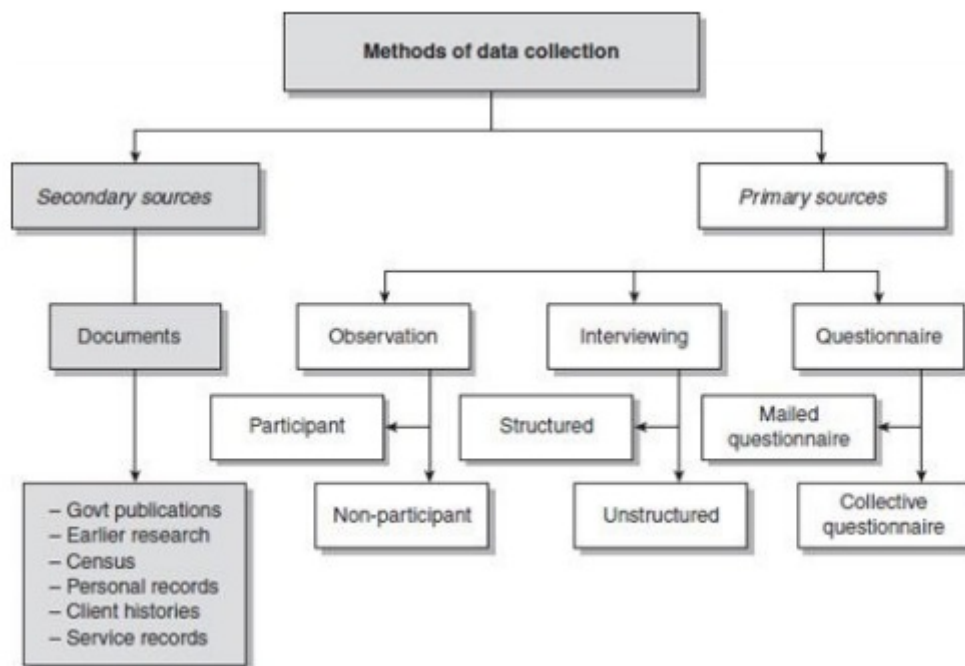 Methods of data collection
Secondary sources
Primary sources
Documents
Observation
Interviewing
Questionnaire
Participant
Structured
Mailed
questionnaire
Non-participant
Unstructured
Collective
questionnaire
– Govt publications
– Earlier research
– Census
– Personal records
– Client histories
– Service records